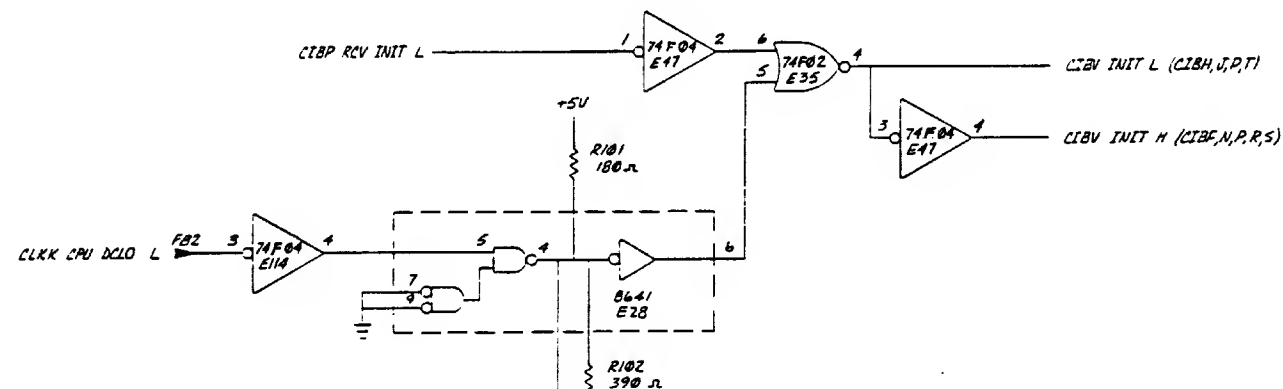 CIBP RCV INIT L
1
74F04
E47
2
6
5
74F02
E35
4
CIBV INIT L (CIBH,J,P,T)
3
74F04
E47
4
CIBV INIT H (CIBF,N,P,R,S)
+5V
R101
180Ω
CLKK CPU DCLO L
FB2
3
74F04
E114
4
5
7
9
4
8641
E28
6
R102
390 Ω